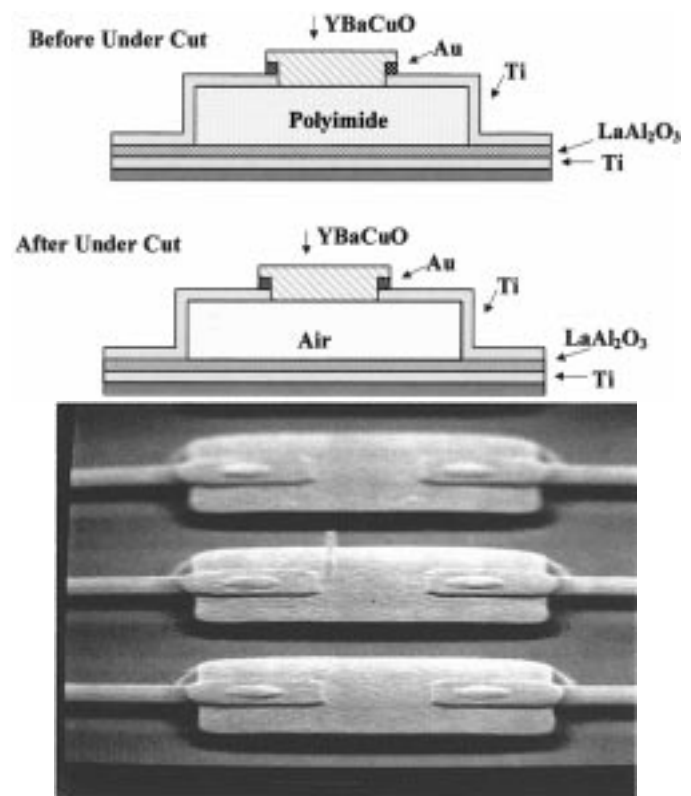 YBaCuO
Before Under Cut
Au
Ti
Polyimide
LaAl₂O₃
Ti
YBaCuO
After Under Cut
Au
Ti
Air
LaAl₂O₃
Ti